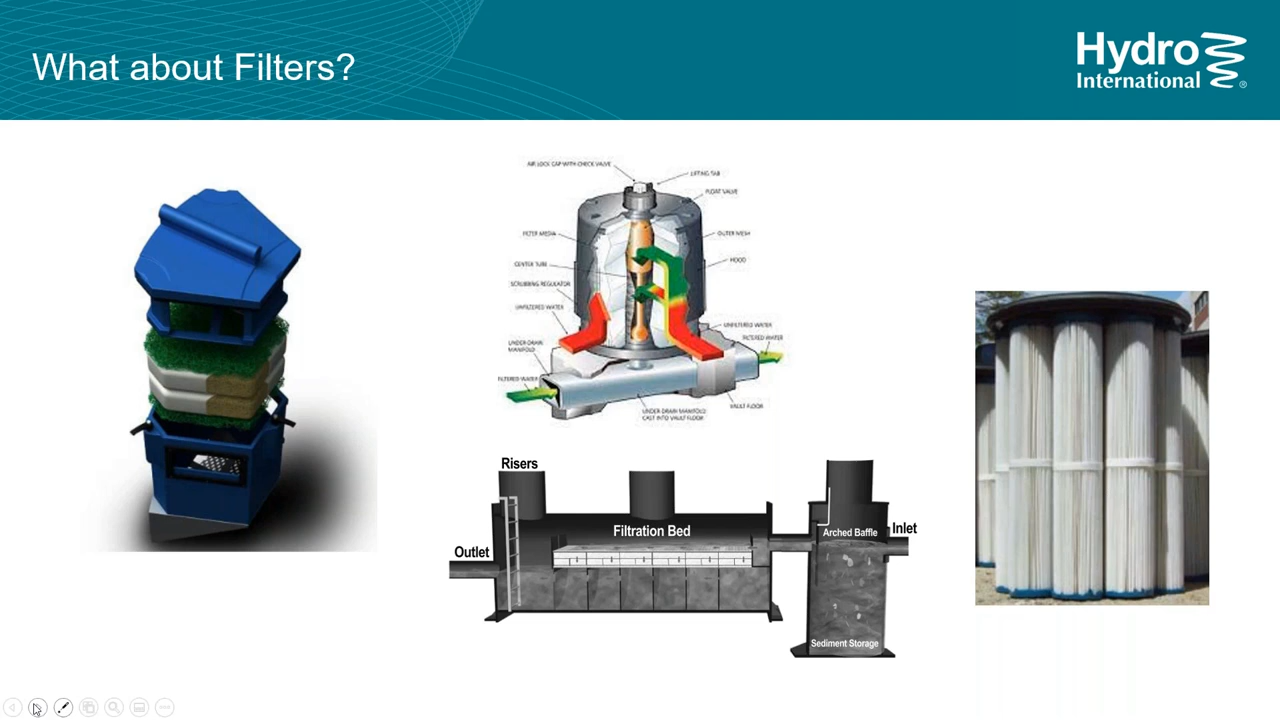 What about Filters?
Hydro
International
®
AIR LOCK CAP WITH CHECK VALVE
LIFTING TAB
FLOAT VALVE
FILTER MEDIA
OUTER MESH
CENTER TUBE
HOOD
SCRUBBING REGULATOR
UNFILTERED WATER
UNFILTERED WATER
FILTERED WATER
UNDER-DRAIN
MANIFOLD
FILTERED WATER
UNDER-DRAIN MANIFOLD
CAST INTO VAULT FLOOR
VAULT FLOOR
Risers
Filtration Bed
Arched Baffle
Inlet
Outlet
Sediment Storage